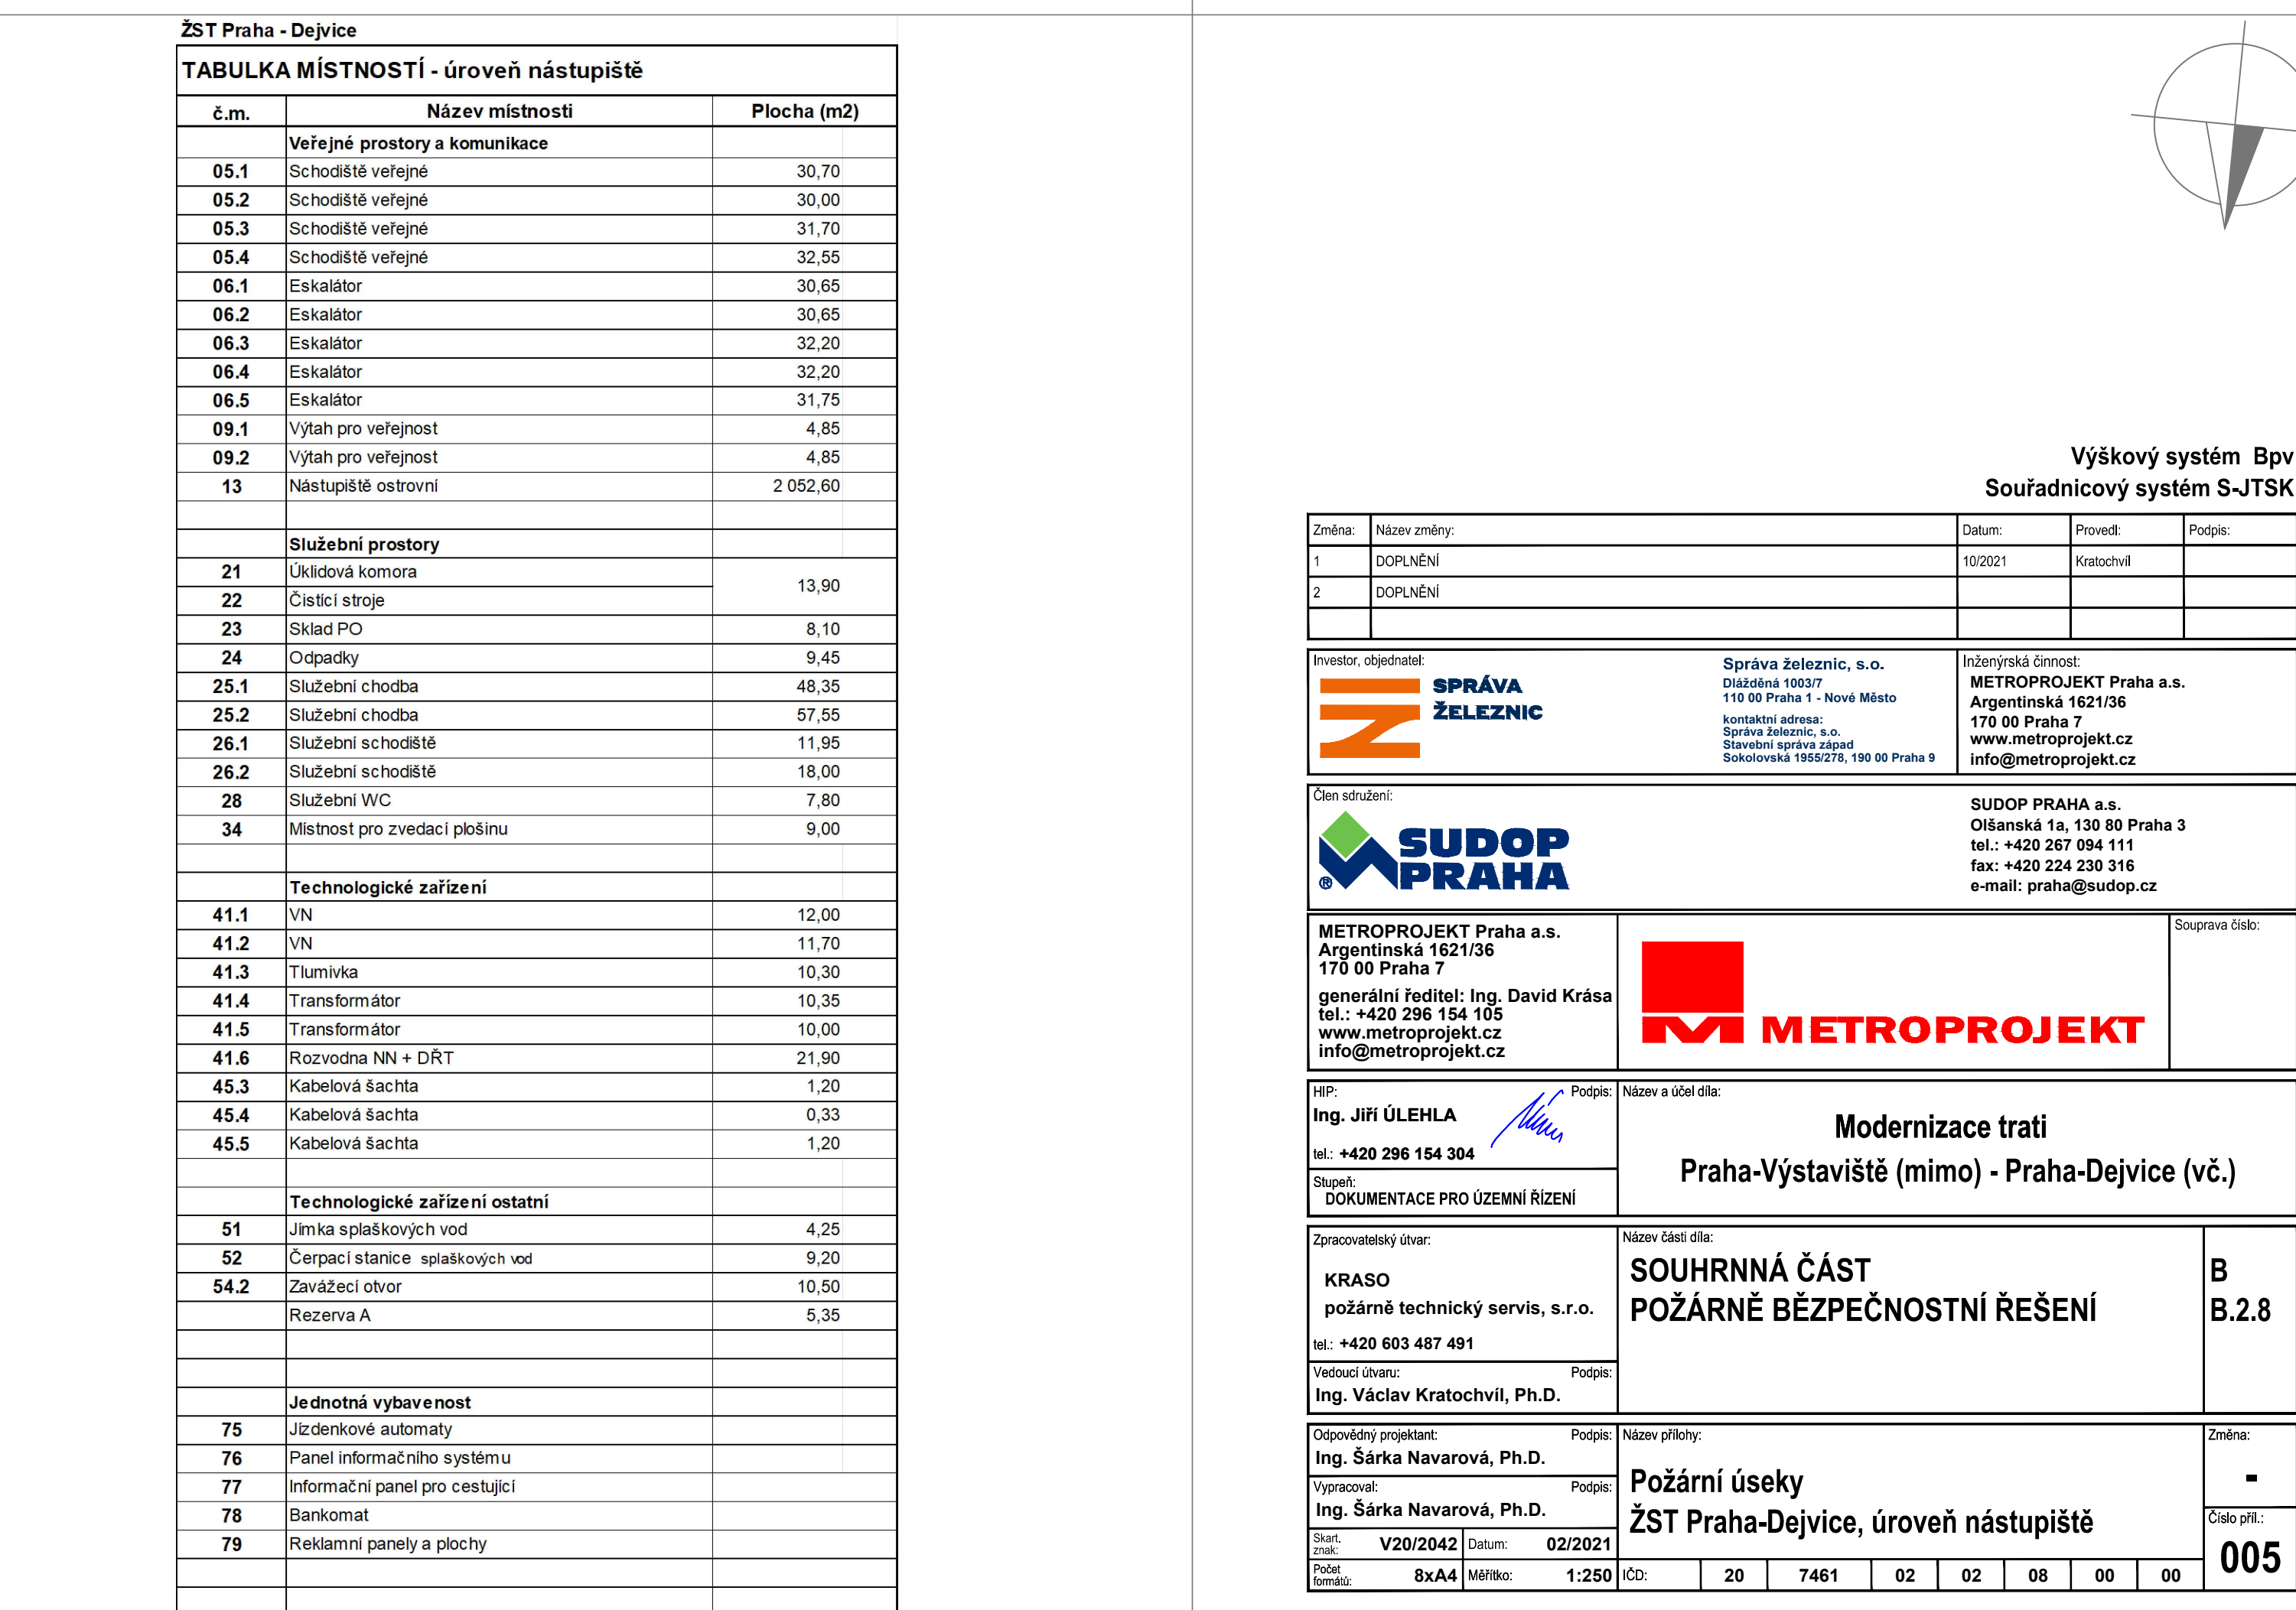 ŽST Praha - Dejvice
TABULKA MÍSTNOSTÍ - úroveň nástupiště
č.m. Název místnosti Plocha (m2)
Veřejné prostory a komunikace
05.1 Schodiště veřejné 30,70
05.2 Schodiště veřejné 30,00
05.3 Schodiště veřejné 31,70
05.4 Schodiště veřejné 32,55
06.1 Eskalátor 30,65
06.2 Eskalátor 30,65
06.3 Eskalátor 32,20
06.4 Eskalátor 32,20
06.5 Eskalátor 31,75
09.1 Výtah pro veřejnost 4,85
09.2 Výtah pro veřejnost 4,85
13 Nástupiště ostrovní 2 052,60
Služební prostory
21 Úklidová komora
13,90
22 Čistící stroje
23 Sklad PO 8,10
24 Odpadky 9,45
25.1 Služební chodba 48,35
25.2 Služební chodba 57,55
26.1 Služební schodiště 11,95
26.2 Služební schodiště 18,00
28 Služební WC 7,80
34 Místnost pro zvedací plošinu 9,00
Technologické zařízení
41.1 VN 12,00
41.2 VN 11,70
41.3 Tlumivka 10,30
41.4 Transformátor 10,35
41.5 Transformátor 10,00
41.6 Rozvodna NN + DŘT 21,90
45.3 Kabelová šachta 1,20
45.4 Kabelová šachta 0,33
45.5 Kabelová šachta 1,20
Technologické zařízení ostatní
51 Jímka splaškových vod 4,25
52 Čerpací stanice splaškových vod 9,20
54.2 Zavážecí otvor 10,50
Rezerva A 5,35
Jednotná vybavenost
75 Jízdenkové automaty
76 Panel informačního systému
77 Informační panel pro cestující
78 Bankomat
79 Reklamní panely a plochy
Výškový systém Bpv
Souřadnicový systém S-JTSK
Změna: Název změny: Datum: Provedl: Podpis:
1 DOPLNĚNÍ 10/2021 Kratochvíl
2 DOPLNĚNÍ
Investor, objednatel:
SPRÁVA
ŽELEZNIC
Správa železnic, s.o.
Dlážděná 1003/7
110 00 Praha 1 - Nové Město
kontaktní adresa:
Správa železnic, s.o.
Stavební správa západ
Sokolovská 1955/278, 190 00 Praha 9
Inženýrská činnost:
METROPROJEKT Praha a.s.
Argentinská 1621/36
170 00 Praha 7
www.metroprojekt.cz
info@metroprojekt.cz
Člen sdružení:
SUDOP
PRAHA
®
SUDOP PRAHA a.s.
Olšanská 1a, 130 80 Praha 3
tel.: +420 267 094 111
fax: +420 224 230 316
e-mail: praha@sudop.cz
METROPROJEKT Praha a.s.
Argentinská 1621/36
170 00 Praha 7
generální ředitel: Ing. David Krása
tel.: +420 296 154 105
www.metroprojekt.cz
info@metroprojekt.cz
METROPROJEKT
Souprava číslo:
HIP: Podpis:
Ing. Jiří ÚLEHLA
tel.: +420 296 154 304
Stupeň:
DOKUMENTACE PRO ÚZEMNÍ ŘÍZENÍ
Název a účel díla:
Modernizace trati
Praha-Výstaviště (mimo) - Praha-Dejvice (vč.)
Zpracovatelský útvar:
KRASO
požárně technický servis, s.r.o.
tel.: +420 603 487 491
Vedoucí útvaru: Podpis:
Ing. Václav Kratochvíl, Ph.D.
Název části díla:
SOUHRNNÁ ČÁST B
POŽÁRNĚ BĚZPEČNOSTNÍ ŘEŠENÍ B.2.8
Odpovědný projektant: Podpis:
Ing. Šárka Navarová, Ph.D.
Vypracoval: Podpis:
Ing. Šárka Navarová, Ph.D.
Skart. znak: V20/2042 Datum: 02/2021
Počet formátů: 8xA4 Měřítko: 1:250
Název přílohy:
Požární úseky
ŽST Praha-Dejvice, úroveň nástupiště
Změna:
-
Číslo příl.:
005
IČD: 20 7461 02 02 08 00 00